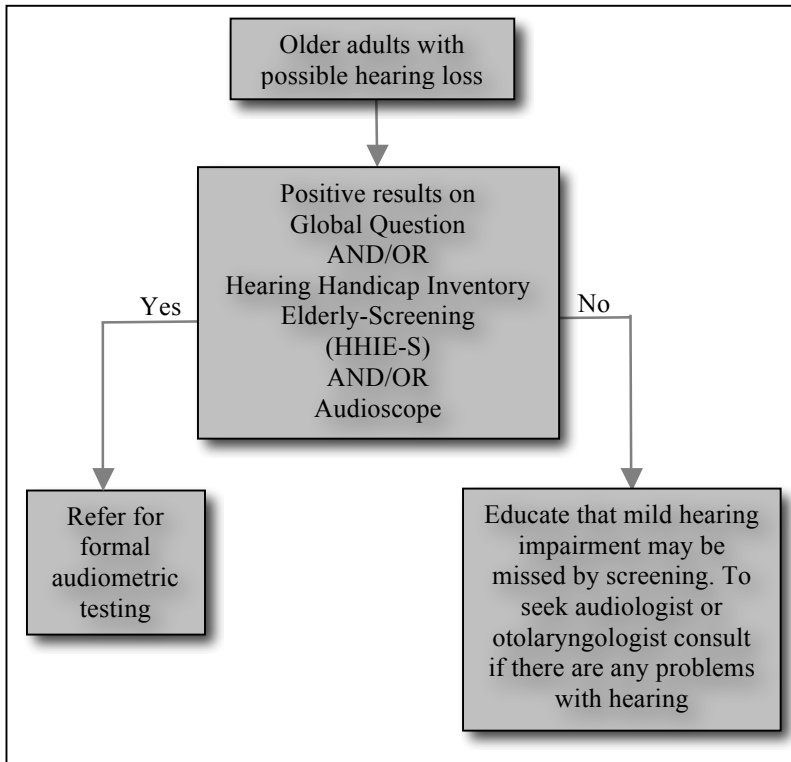 Older adults with
possible hearing loss
Positive results on
Global Question
AND/OR
Hearing Handicap Inventory
Elderly-Screening
(HHIE-S)
AND/OR
Audioscope
Yes
No
Refer for
formal
audiometric
testing
Educate that mild hearing
impairment may be
missed by screening. To
seek audiologist or
otolaryngologist consult
if there are any problems
with hearing